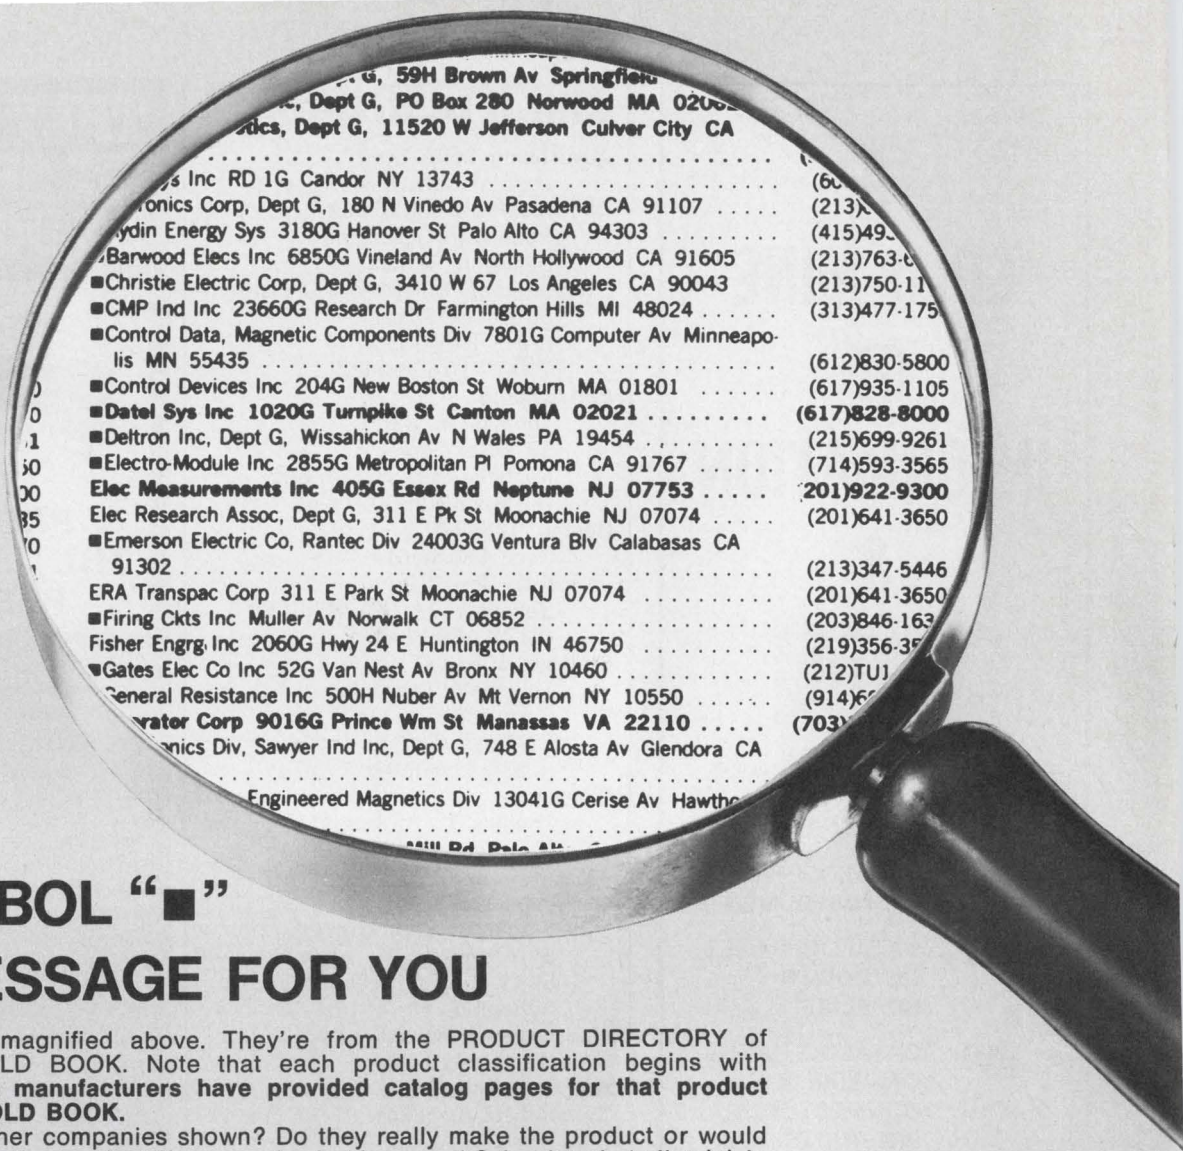 G, 59H Brown Av Springfield
Dept G, PO Box 280 Norwood MA
Dept G, 11520 W Jefferson Culver City CA
Inc RD 1G Candor NY 13743 ......................
Corp, Dept G, 180 N Vinedo Av Pasadena CA 91107 ..... (213)
Energy Sys 3180G Hanover St Palo Alto CA 94303 ......... (415)49
Barwood Elecs Inc 6850G Vineland Av North Hollywood CA 91605 (213)763-
■Christie Electric Corp, Dept G, 3410 W 67 Los Angeles CA 90043 (213)750-11
■CMP Ind Inc 23660G Research Dr Farmington Hills MI 48024 ...... (313)477-175
■Control Data, Magnetic Components Div 7801G Computer Av Minneapo-
lis MN 55435 ........................................ (612)830-5800
■Control Devices Inc 204G New Boston St Woburn MA 01801 ...... (617)935-1105
■Datel Sys Inc 1020G Turnpike St Canton MA 02021 ......... (617)828-8000
■Deltron Inc, Dept G, Wissahickon Av N Wales PA 19454 .......... (215)699-9261
■Electro-Module Inc 2855G Metropolitan Pl Pomona CA 91767 ...... (714)593-3565
Elec Measurements Inc 405G Essex Rd Neptune NJ 07753 ..... 201)922-9300
Elec Research Assoc, Dept G, 311 E Pk St Moonachie NJ 07074 ..... (201)641-3650
■Emerson Electric Co, Rantec Div 24003G Ventura Blv Calabasas CA
91302 .............................................. (213)347-5446
ERA Transpac Corp 311 E Park St Moonachie NJ 07074 .......... (201)641-3650
■Firing Ckts Inc Muller Av Norwalk CT 06852 ................... (203)846-163
Fisher Engrg Inc 2060G Hwy 24 E Huntington IN 46750 .......... (219)356-3
■Gates Elec Co Inc 52G Van Nest Av Bronx NY 10460 ............ (212)TU1
General Resistance Inc 500H Nuber Av Mt Vernon NY 10550 ...... (914)6
Corp 9016G Prince Wm St Manassas VA 22110 ..... (703)
Div, Sawyer Ind Inc, Dept G, 748 E Alosta Av Glendora CA
Engineered Magnetics Div 13041G Cerise Av
Mill Rd
BOL “■”
ESSAGE FOR YOU
magnified above. They're from the PRODUCT DIRECTORY of
LD BOOK. Note that each product classification begins with
manufacturers have provided catalog pages for that product
OLD BOOK.
her companies shown? Do they really make the product or would